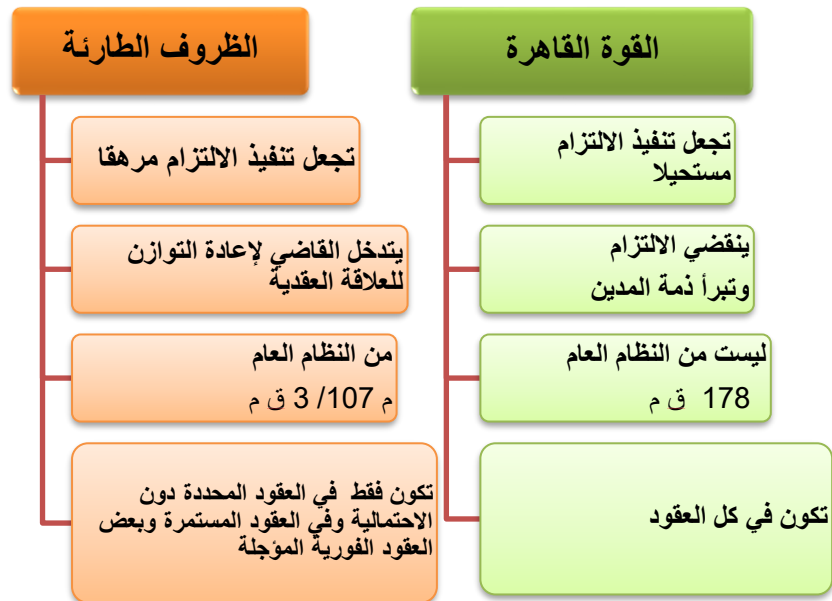 القوة القاهرة
تجعل تنفيذ الالتزام
مستحيلا
ينقضي الالتزام
وتبرأ ذمة المدين
ليست من النظام العام
178 ق م
تكون في كل العقود
الظروف الطارئة
تجعل تنفيذ الالتزام مرهقا
يتدخل القاضي لإعادة التوازن
للعلاقة العقدية
من النظام العام
م 107/ 3 ق م
تكون فقط في العقود المحددة دون
الاحتمالية وفي العقود المستمرة وبعض
العقود الفورية المؤجلة